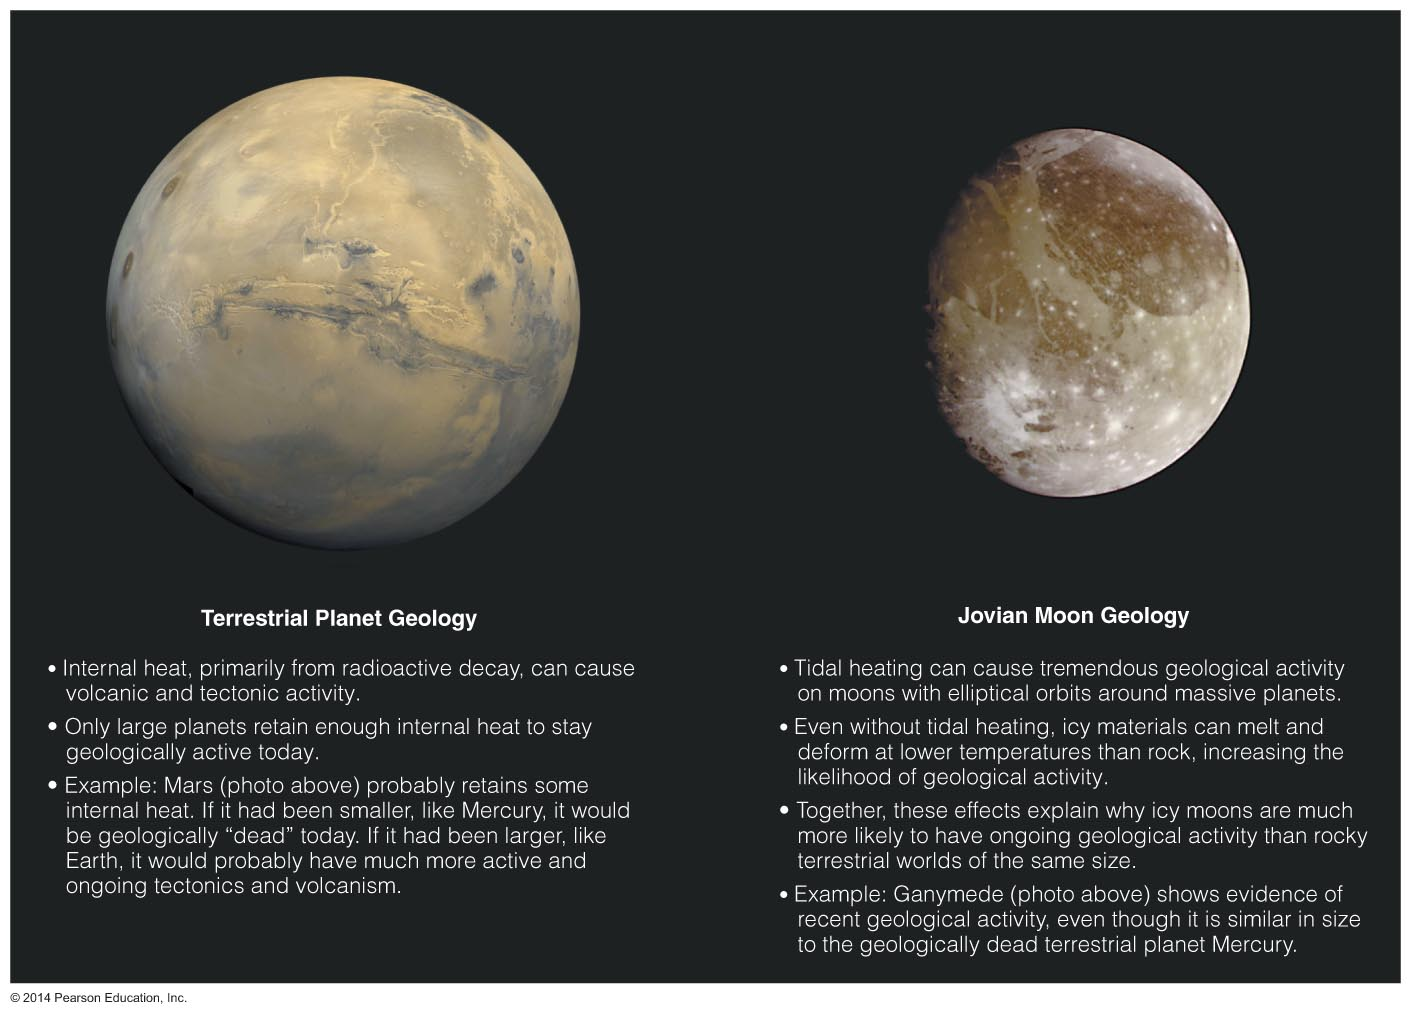 Terrestrial Planet Geology
• Internal heat, primarily from radioactive decay, can cause
volcanic and tectonic activity.
• Only large planets retain enough internal heat to stay
geologically active today.
• Example: Mars (photo above) probably retains some
internal heat. If it had been smaller, like Mercury, it would
be geologically “dead” today. If it had been larger, like
Earth, it would probably have much more active and
ongoing tectonics and volcanism.
Jovian Moon Geology
• Tidal heating can cause tremendous geological activity
on moons with elliptical orbits around massive planets.
• Even without tidal heating, icy materials can melt and
deform at lower temperatures than rock, increasing the
likelihood of geological activity.
• Together, these effects explain why icy moons are much
more likely to have ongoing geological activity than rocky
terrestrial worlds of the same size.
• Example: Ganymede (photo above) shows evidence of
recent geological activity, even though it is similar in size
to the geologically dead terrestrial planet Mercury.
© 2014 Pearson Education, Inc.